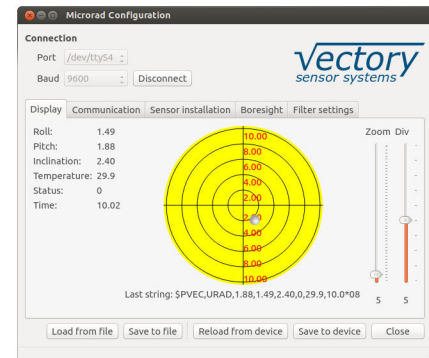 Microrad Configuration
Connection
Port /dev/ttyS4
Baud 9600 Disconnect
Vectory
sensor systems
Display Communication Sensor installation Boresight Filter settings
Roll: 1.49
Pitch: 1.88
Inclination: 2.40
Temperature: 29.9
Status: 0
Time: 10.02
Zoom Div
10.00
8.00
6.00
4.00
2.00
2.00
4.00
6.00
8.00
10.00
5 5
Last string: $PVEC,URAD,1.88,1.49,2.40,0,29.9,10.0*08
Load from file Save to file Reload from device Save to device Close